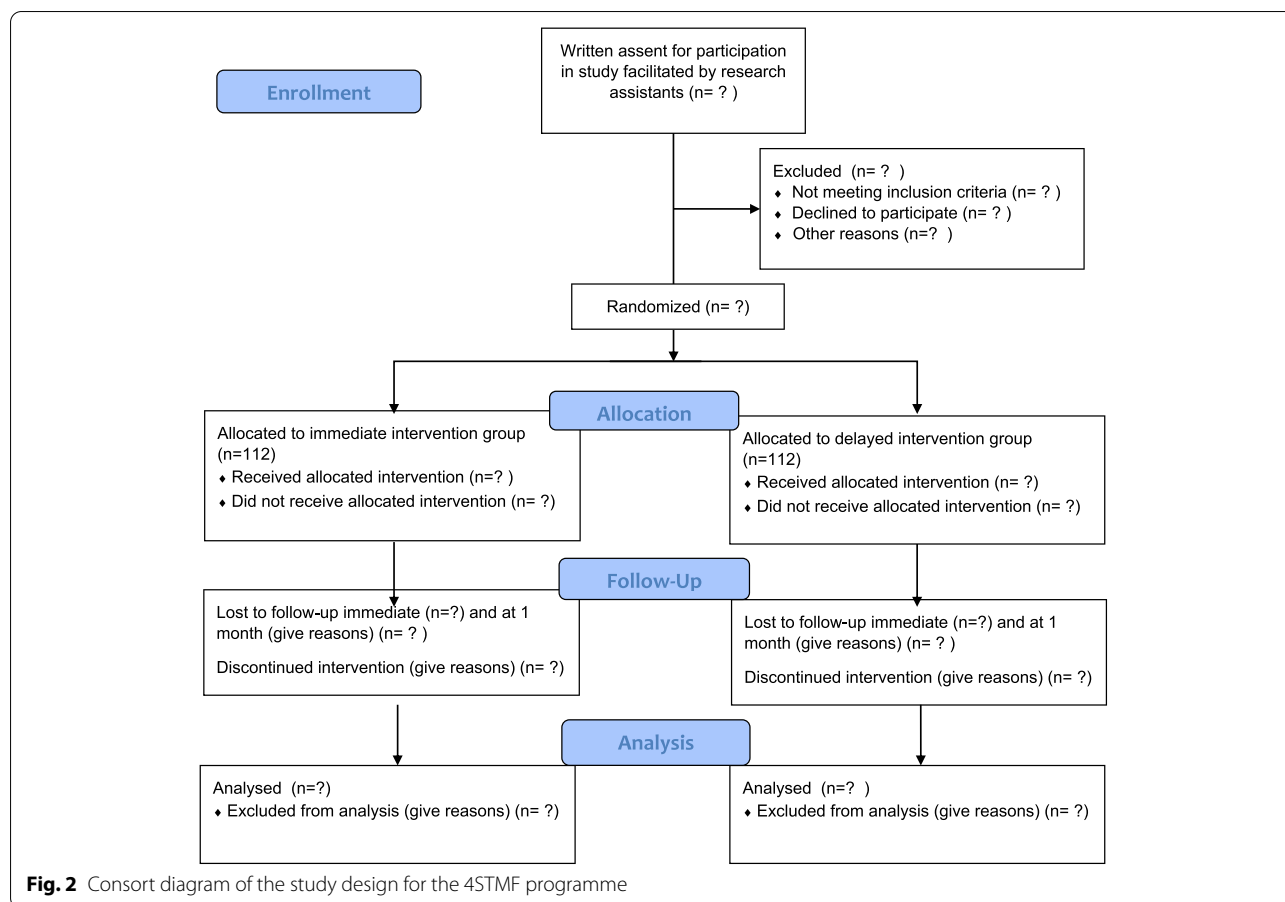 Written assent for participation
in study facilitated by research
assistants (n= ? )
Enrollment
Excluded  (n= ?  )
♦ Not meeting inclusion criteria (n= ? )
♦ Declined to participate (n= ? )
♦ Other reasons (n=?  )
Randomized (n= ?)
Allocation
Allocated to immediate intervention group
(n=112)
♦ Received allocated intervention (n=? )
♦ Did not receive allocated intervention (n= ?)
Allocated to delayed intervention group
(n=112)
♦ Received allocated intervention (n= ?)
♦ Did not receive allocated intervention (n= ?)
Follow-Up
Lost to follow-up immediate (n=?) and at 1
month (give reasons) (n= ? )
Discontinued intervention (give reasons) (n= ?)
Lost to follow-up immediate (n=?) and at 1
month (give reasons) (n= ? )
Discontinued intervention (give reasons) (n= ?)
Analysis
Analysed  (n=?)
♦ Excluded from analysis (give reasons) (n= ?)
Analysed  (n=? )
♦ Excluded from analysis (give reasons) (n= ?)
Fig. 2 Consort diagram of the study design for the 4STMF programme